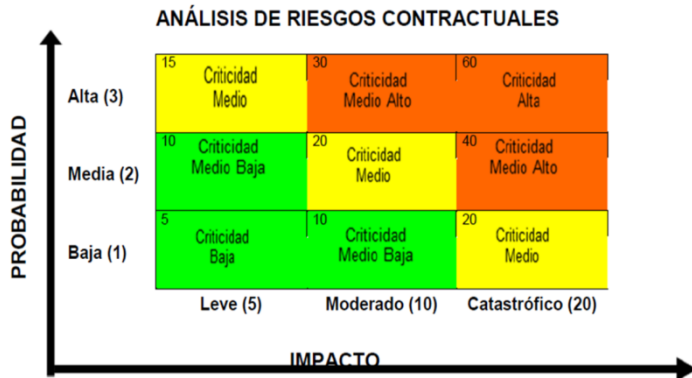 ANÁLISIS DE RIESGOS CONTRACTUALES
PROBABILIDAD
Alta (3)
15
Criticidad
Medio
30
Criticidad
Medio Alto
60
Criticidad
Alta
Media (2)
10
Criticidad
Medio Baja
20
Criticidad
Medio
40
Criticidad
Medio Alto
Baja (1)
5
Criticidad
Baja
10
Criticidad
Medio Baja
20
Criticidad
Medio
Leve (5)
Moderado (10)
Catastrófico (20)
IMPACTO